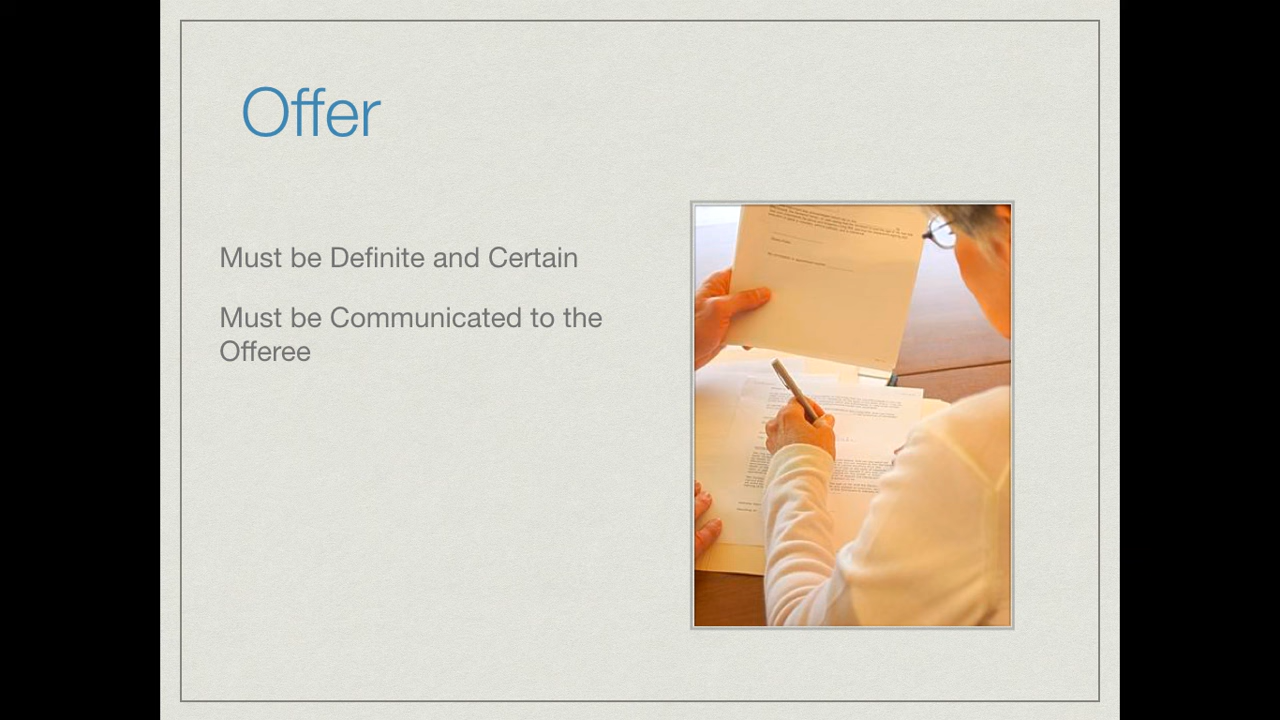 Offer
Must be Definite and Certain
Must be Communicated to the
Offeree